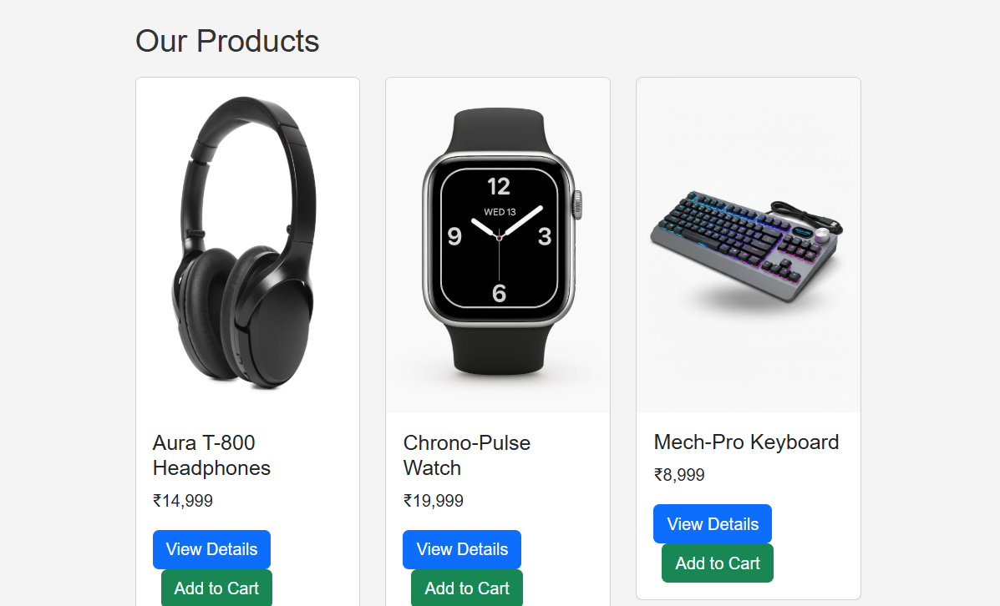 Our Products
12
WED 13
9
3
6
Aura T-800
Headphones
₹14,999
View Details
Add to Cart
Chrono-Pulse
Watch
₹19,999
View Details
Add to Cart
Mech-Pro Keyboard
₹8,999
View Details
Add to Cart